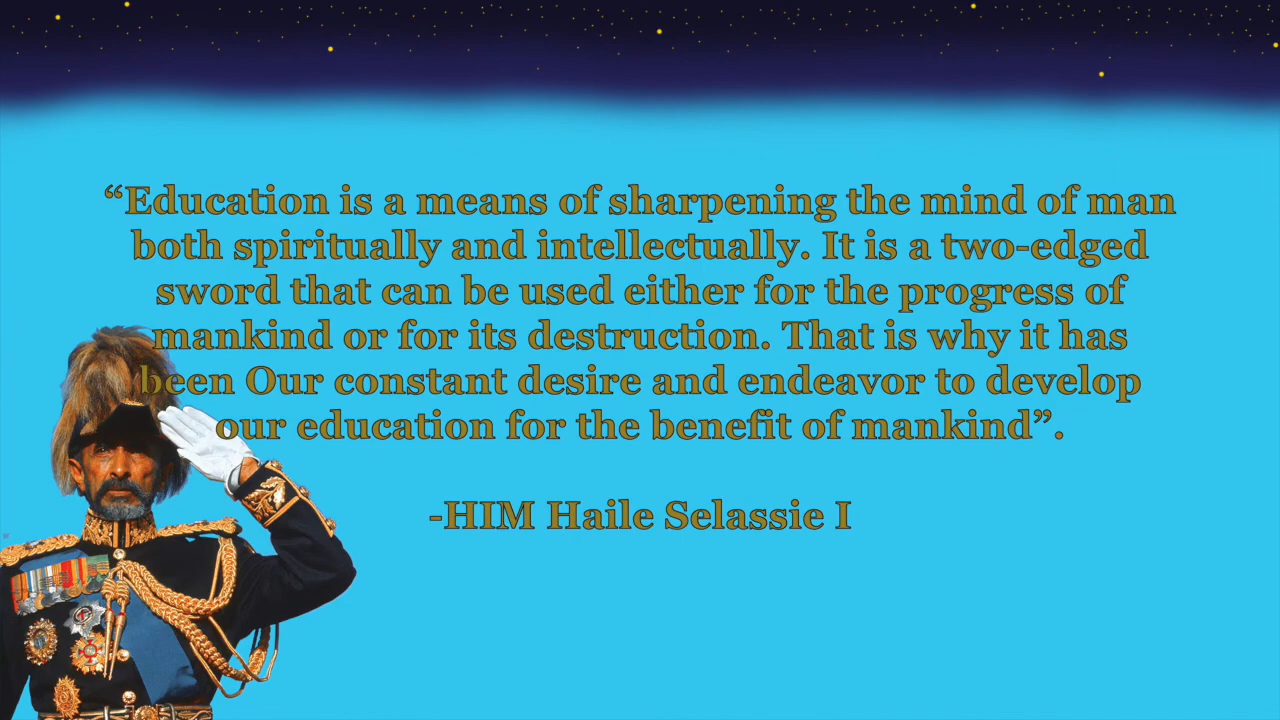 “Education is a means of sharpening the mind of man
both spiritually and intellectually. It is a two-edged
sword that can be used either for the progress of
mankind or for its destruction. That is why it has
been Our constant desire and endeavor to develop
our education for the benefit of mankind”.
-HIM Haile Selassie I